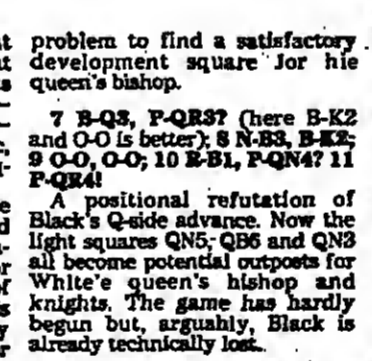 problem to find a satisfactory
development square for hie
queen's bishop.
7 B-Q3, P-QR3? (here B-K2
and O-O is better); 8 N-B3, B-K2;
9 O-O, O-O; 10 R-B1, P-QN4? 11
P-QR4!
A positional refutation of
Black's Q-side advance. Now the
light squares QN5, QB6 and QN3
all become potential outposts for
White'e queen's bishop and
knights. The game has hardly
begun but, arguably, Black is
already technically lost.